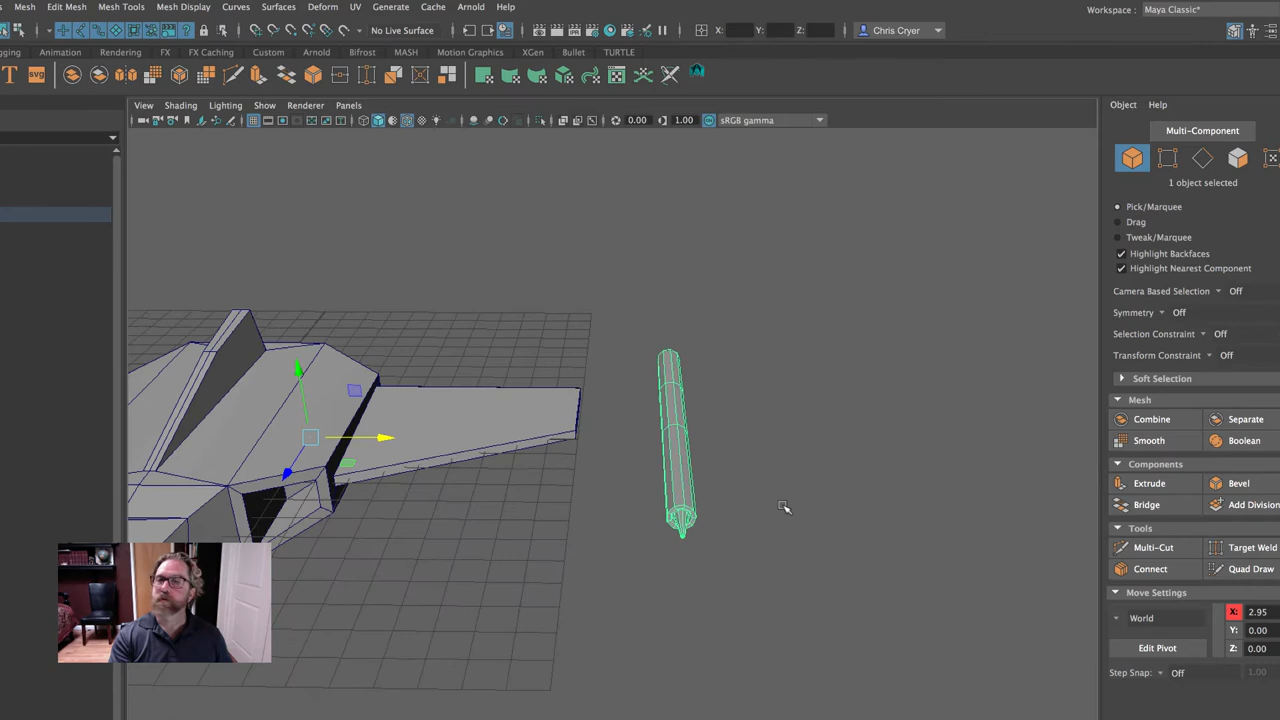 Mesh Edit Mesh Mesh Tools Mesh Display Curves Surfaces Deform UV Generate Cache Arnold Help
Workspace : Maya Classic*
No Live Surface X: Y: Z: Chris Cryer
gging Animation Rendering FX FX Caching Custom Arnold Bifrost MASH Motion Graphics XGen Bullet TURTLE
T svg
View Shading Lighting Show Renderer Panels
0.00 1.00 sRGB gamma
Object Help
Multi-Component
1 object selected
Pick/Marquee
Drag
Tweak/Marquee
Highlight Backfaces
Highlight Nearest Component
Camera Based Selection Off
Symmetry Off
Selection Constraint Off
Transform Constraint Off
Soft Selection
Mesh
Combine Separate
Smooth Boolean
Components
Extrude Bevel
Bridge Add Division
Tools
Multi-Cut Target Weld
Connect Quad Draw
Move Settings
X: 2.95
World Y: 0.00
Edit Pivot Z: 0.00
Step Snap: Off 1.00